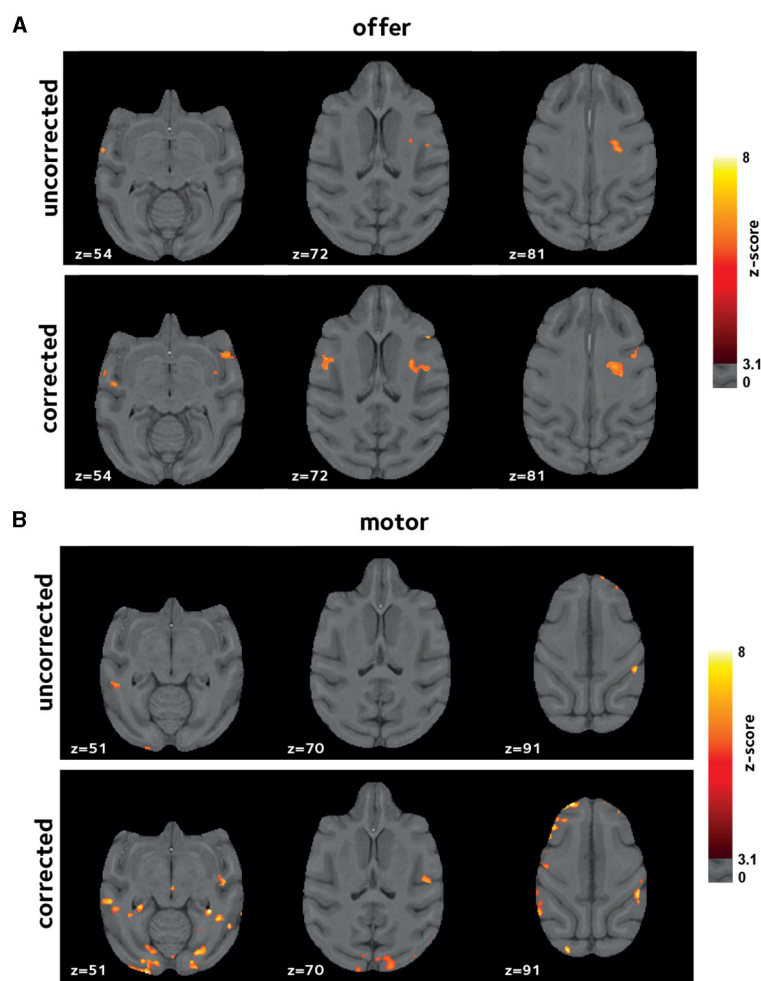 A
offer
uncorrected
z=54
z=72
z=81
corrected
z=54
z=72
z=81
8
z-score
3.1
0
B
motor
uncorrected
z=51
z=70
z=91
corrected
z=51
z=70
z=91
8
z-score
3.1
0